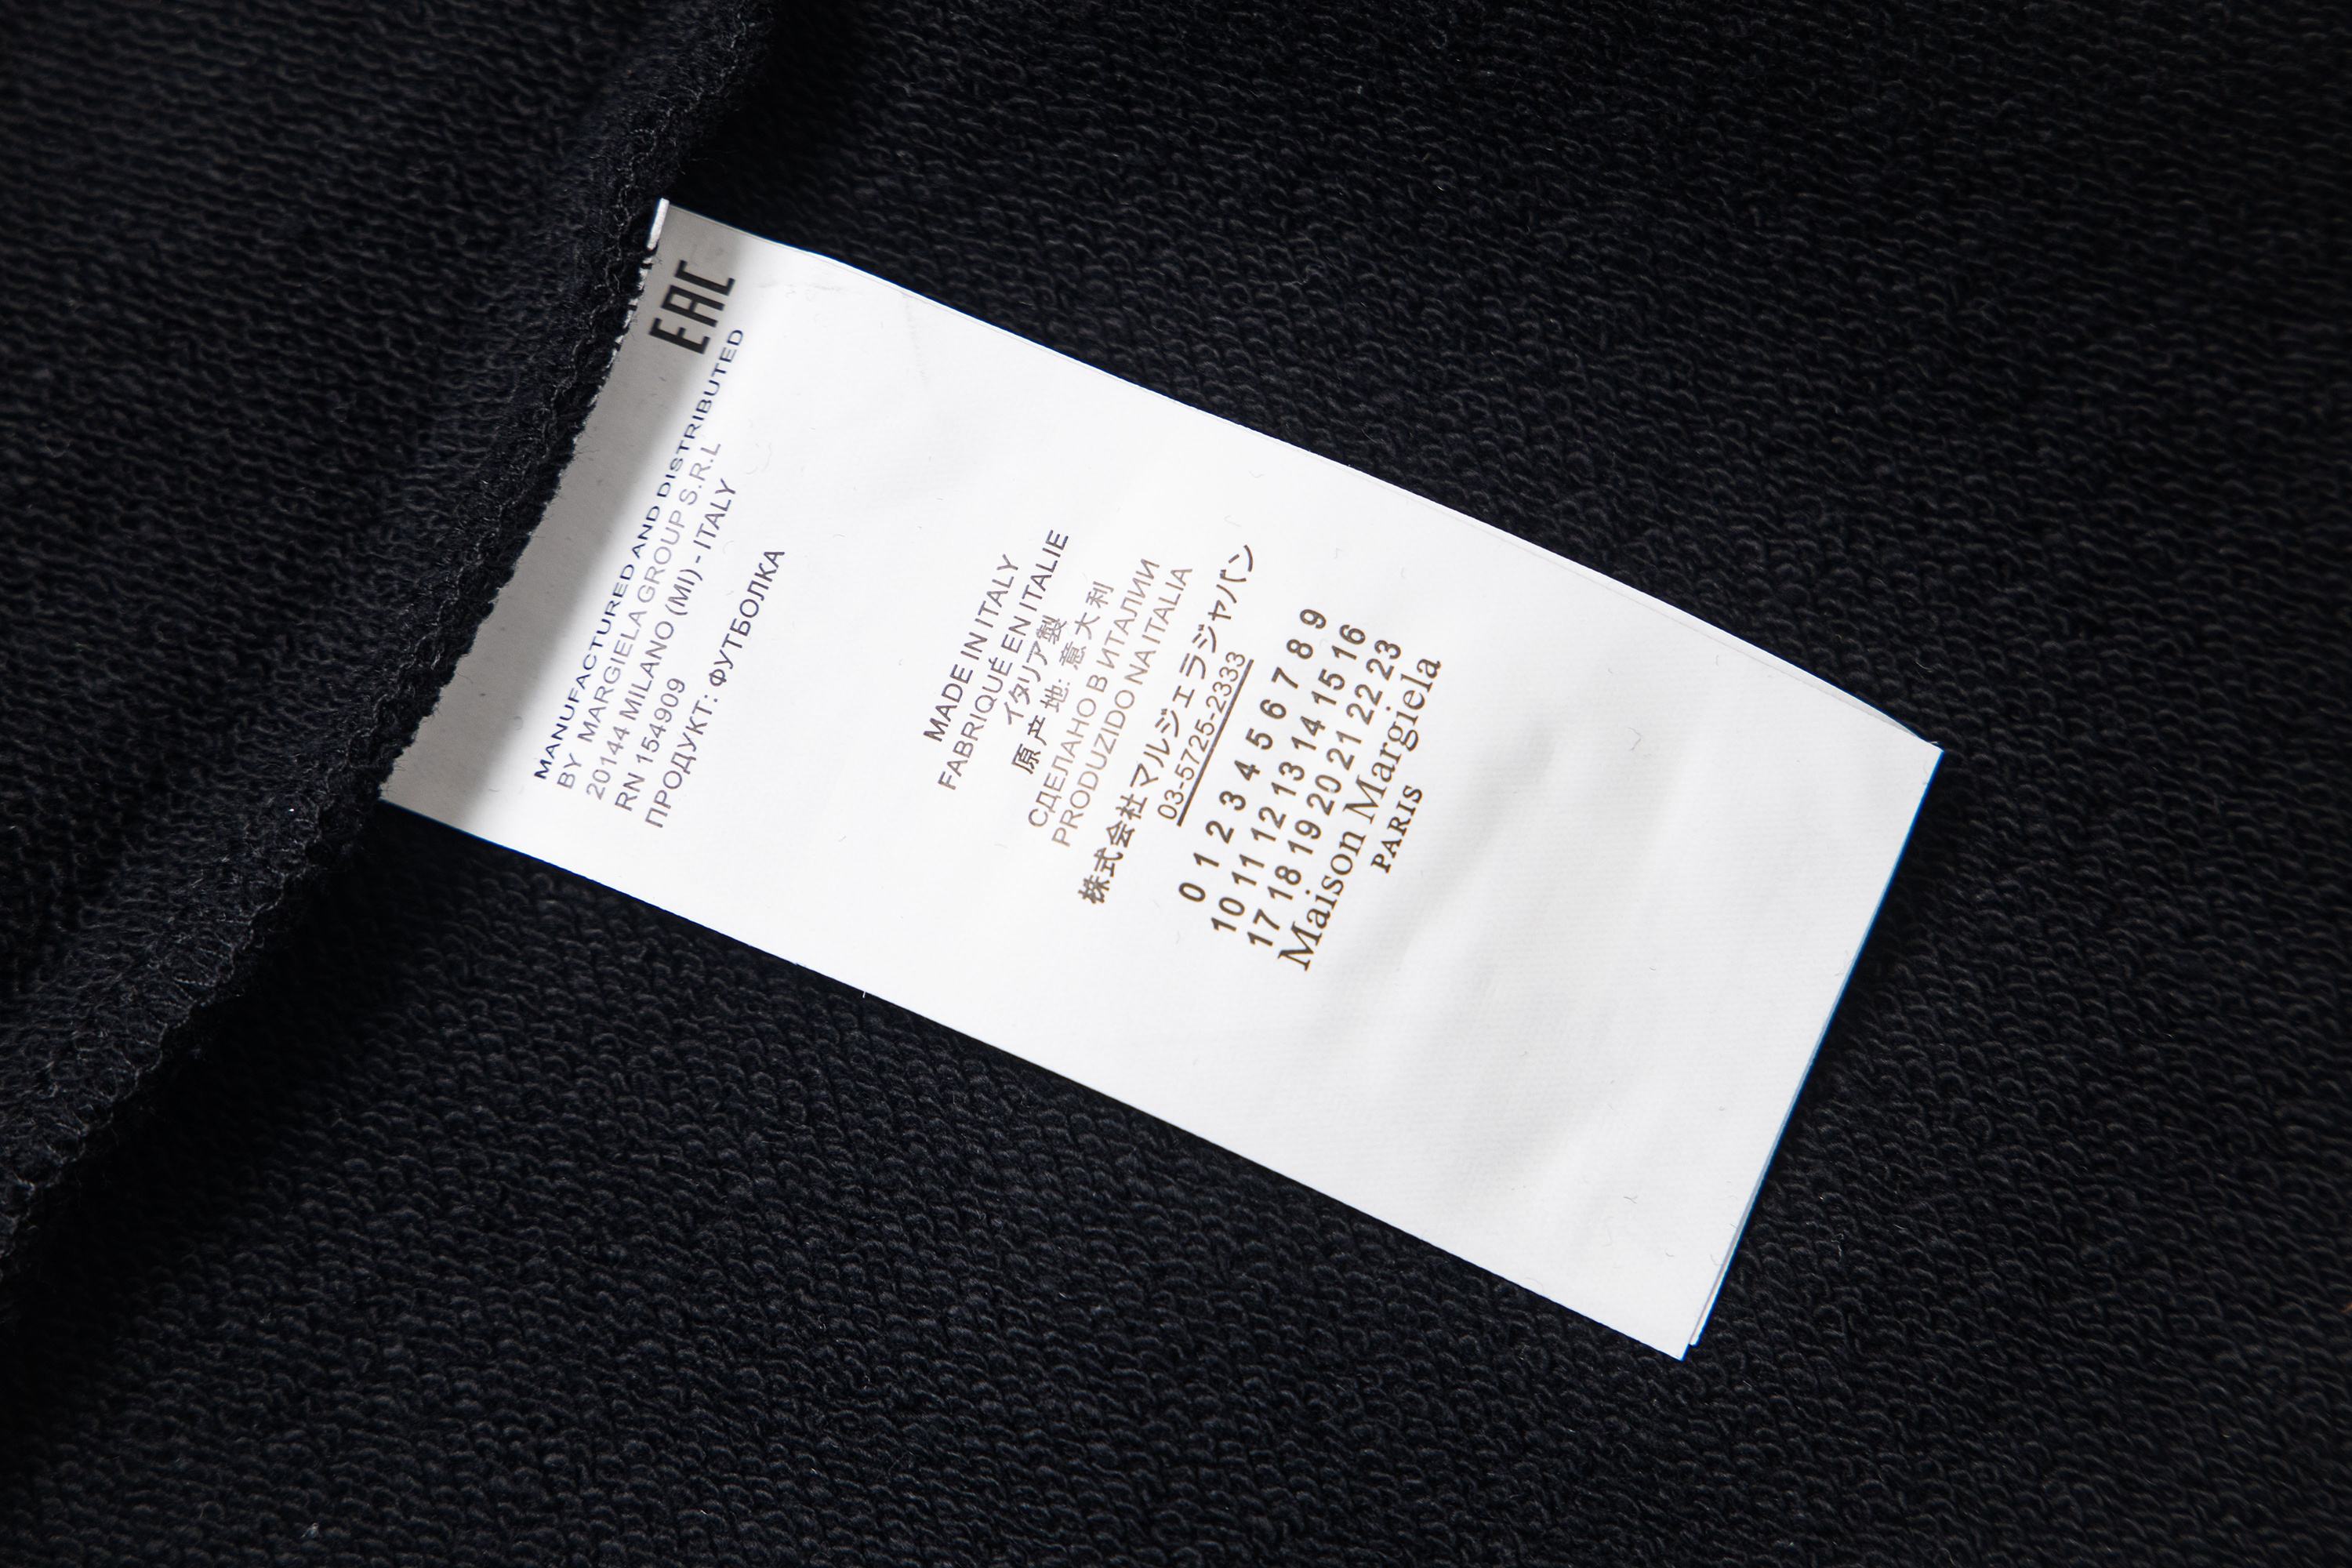 EAC
MANUFACTURED AND DISTRIBUTED
BY MARGIELA GROUP S.R.L
20144 MILANO (MI) - ITALY
RN 154909
ПРОДУКТ: ФУТБОЛКА
MADE IN ITALY
FABRIQUÉ EN ITALIE
イタリア製
原产地: 意大利
СДЕЛАНО В ИТАЛИИ
PRODUZIDO NA ITALIA
株式会社マルジェラジャパン
03-5725-2333
0 1 2 3 4 5 6 7 8 9
10 11 12 13 14 15 16
17 18 19 20 21 22 23
Maison Margiela
PARIS